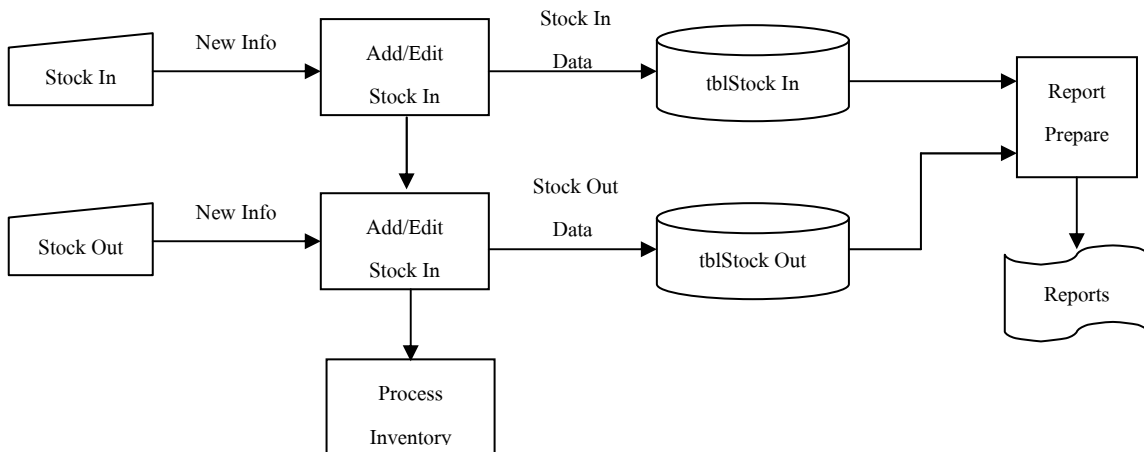 Stock In
New Info
Add/Edit
Stock In
Stock In
Data
tblStock In
Report
Prepare
Stock Out
New Info
Add/Edit
Stock In
Stock Out
Data
tblStock Out
Reports
Process
Inventory